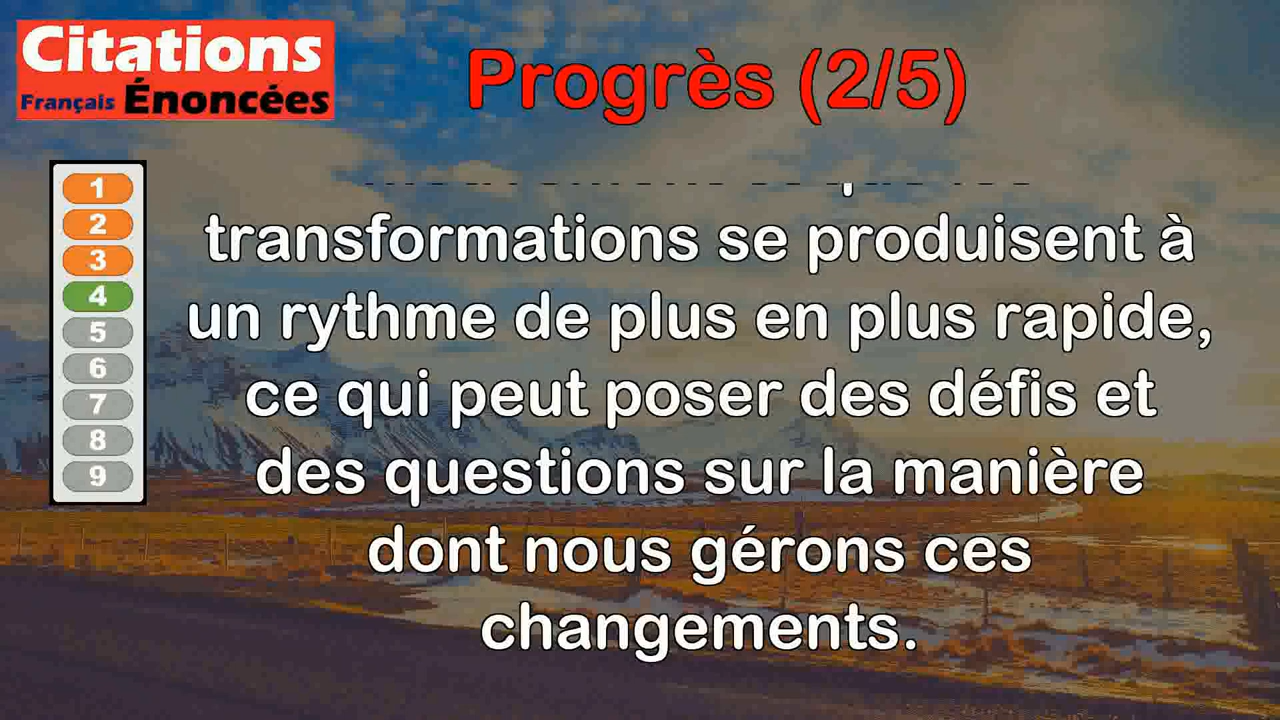 Citations
Français Énoncées
Progrès (2/5)
1
2
3
4
5
6
7
8
9
transformations se produisent à
un rythme de plus en plus rapide,
ce qui peut poser des défis et
des questions sur la manière
dont nous gérons ces
changements.